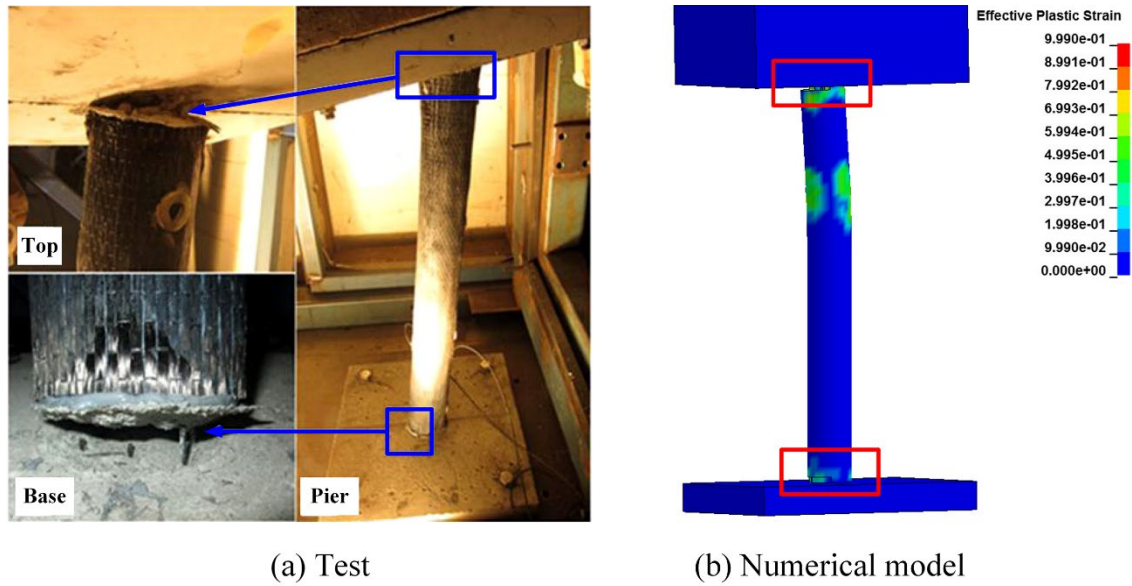 Top
Base
Pier
Effective Plastic Strain
9.990e-01
8.991e-01
7.992e-01
6.993e-01
5.994e-01
4.995e-01
3.996e-01
2.997e-01
1.998e-01
9.990e-02
0.000e+00
(a) Test
(b) Numerical model